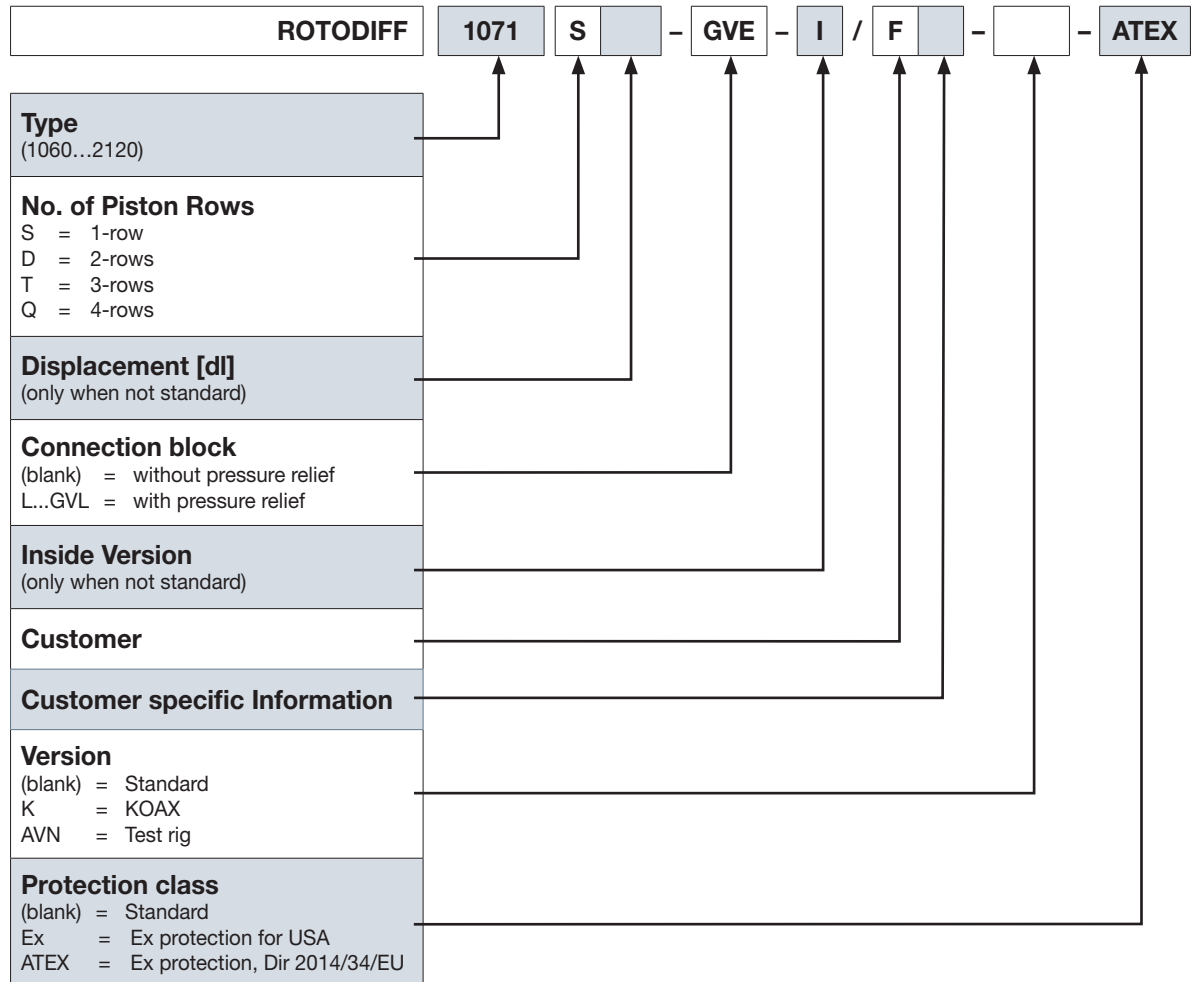 ROTODIFF 1071 S – GVE – I / F – – ATEX
Type
(1060…2120)
No. of Piston Rows
S = 1-row
D = 2-rows
T = 3-rows
Q = 4-rows
Displacement [dl]
(only when not standard)
Connection block
(blank) = without pressure relief
L...GVL = with pressure relief
Inside Version
(only when not standard)
Customer
Customer specific Information
Version
(blank) = Standard
K = KOAX
AVN = Test rig
Protection class
(blank) = Standard
Ex = Ex protection for USA
ATEX = Ex protection, Dir 2014/34/EU